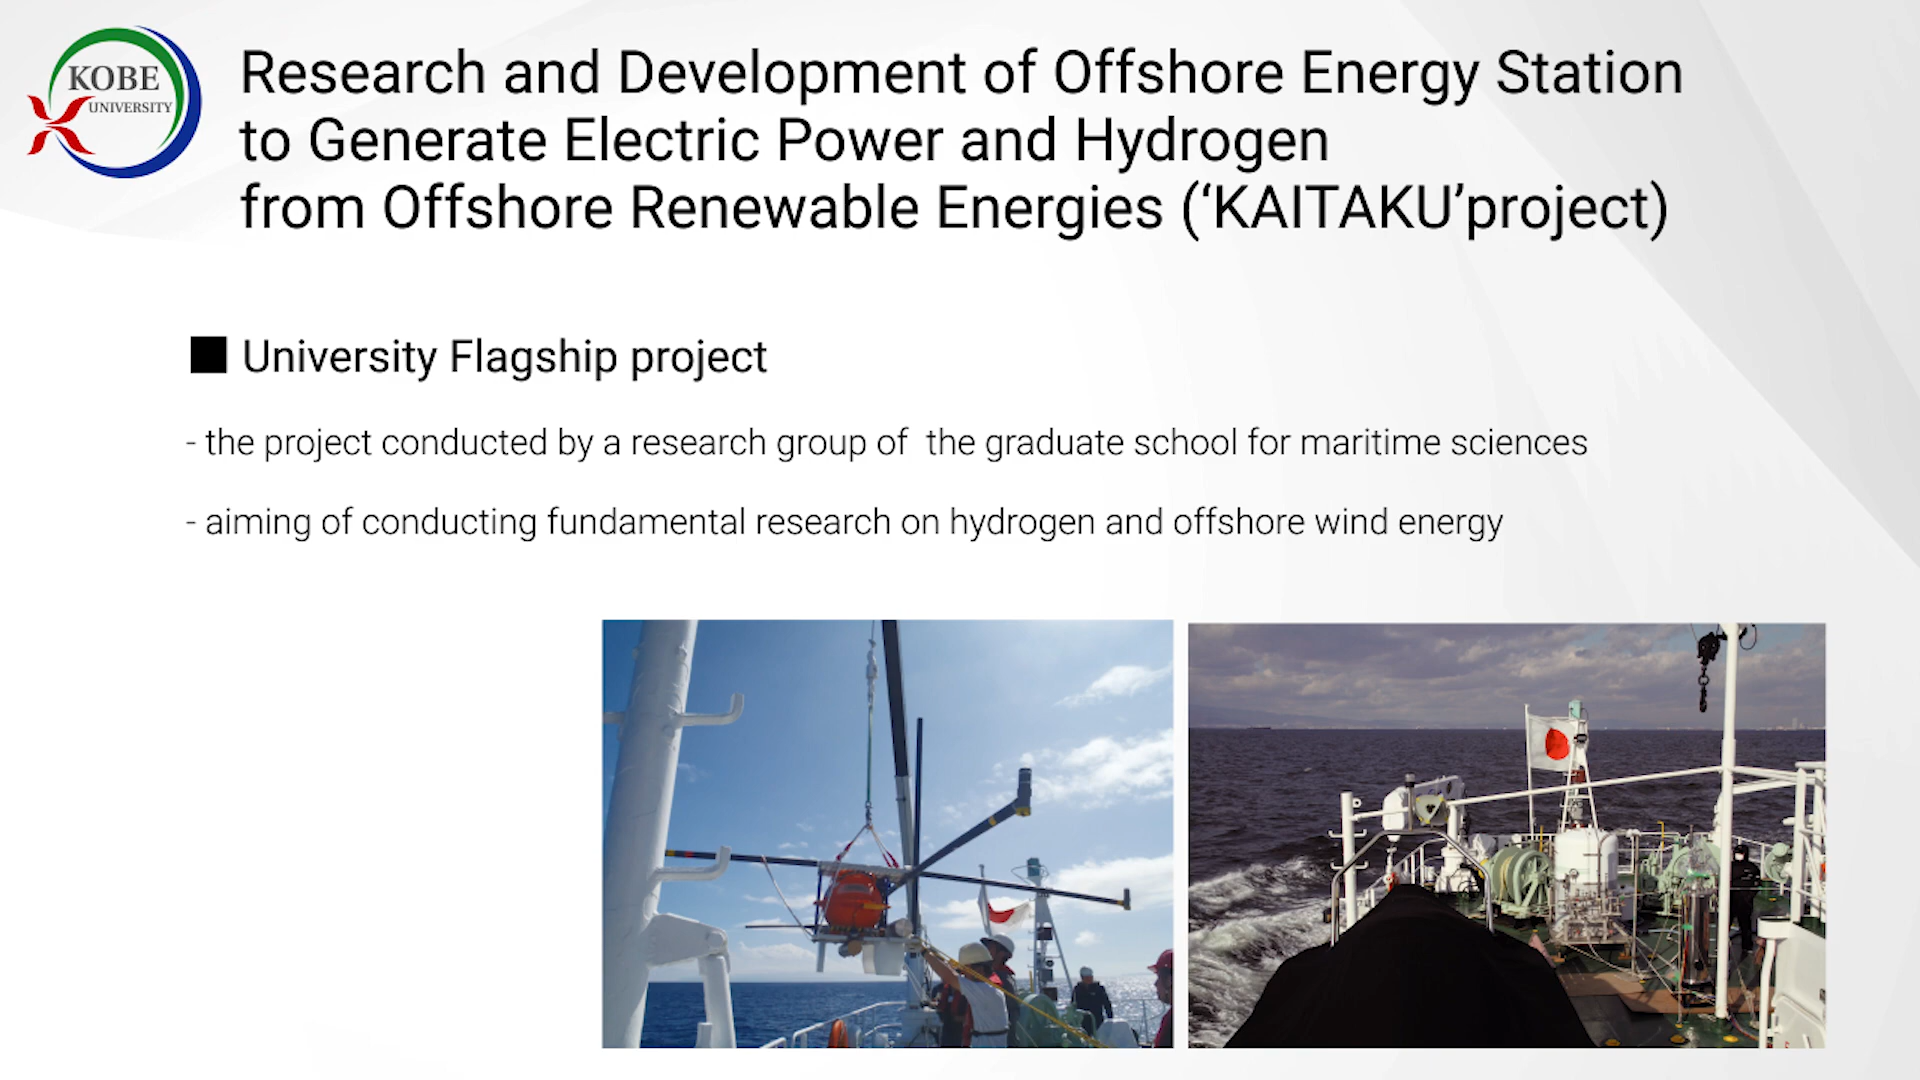 KOBE
UNIVERSITY
Research and Development of Offshore Energy Station
to Generate Electric Power and Hydrogen
from Offshore Renewable Energies (‘KAITAKU’project)
■ University Flagship project
- the project conducted by a research group of  the graduate school for maritime sciences
- aiming of conducting fundamental research on hydrogen and offshore wind energy